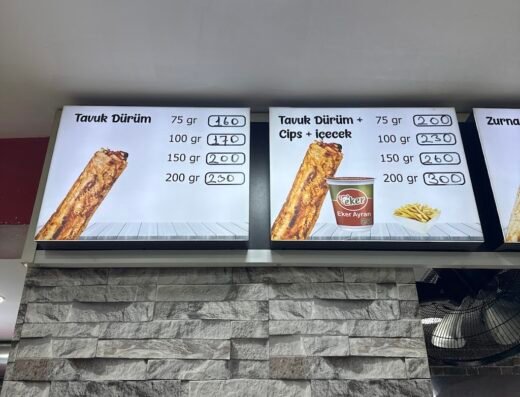 Tavuk Dürüm
75 gr 160
100 gr 170
150 gr 200
200 gr 230
Tavuk Dürüm +
Cips + içecek
75 gr 200
100 gr 230
150 gr 260
200 gr 300
eker
Eker Ayran
Zurna